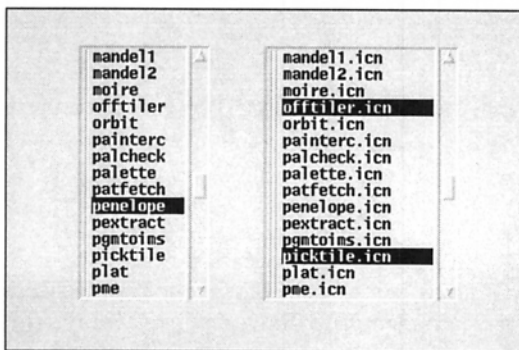 mandel1
mandel2
moire
offtiler
orbit
painterc
palcheck
palette
patfetch
penelope
pextract
pgmtoims
picktile
plat
pme
mandel1.icn
mandel2.icn
moire.icn
offtiler.icn
orbit.icn
painterc.icn
palcheck.icn
palette.icn
patfetch.icn
penelope.icn
pextract.icn
pgmtoims.icn
picktile.icn
plat.icn
pme.icn